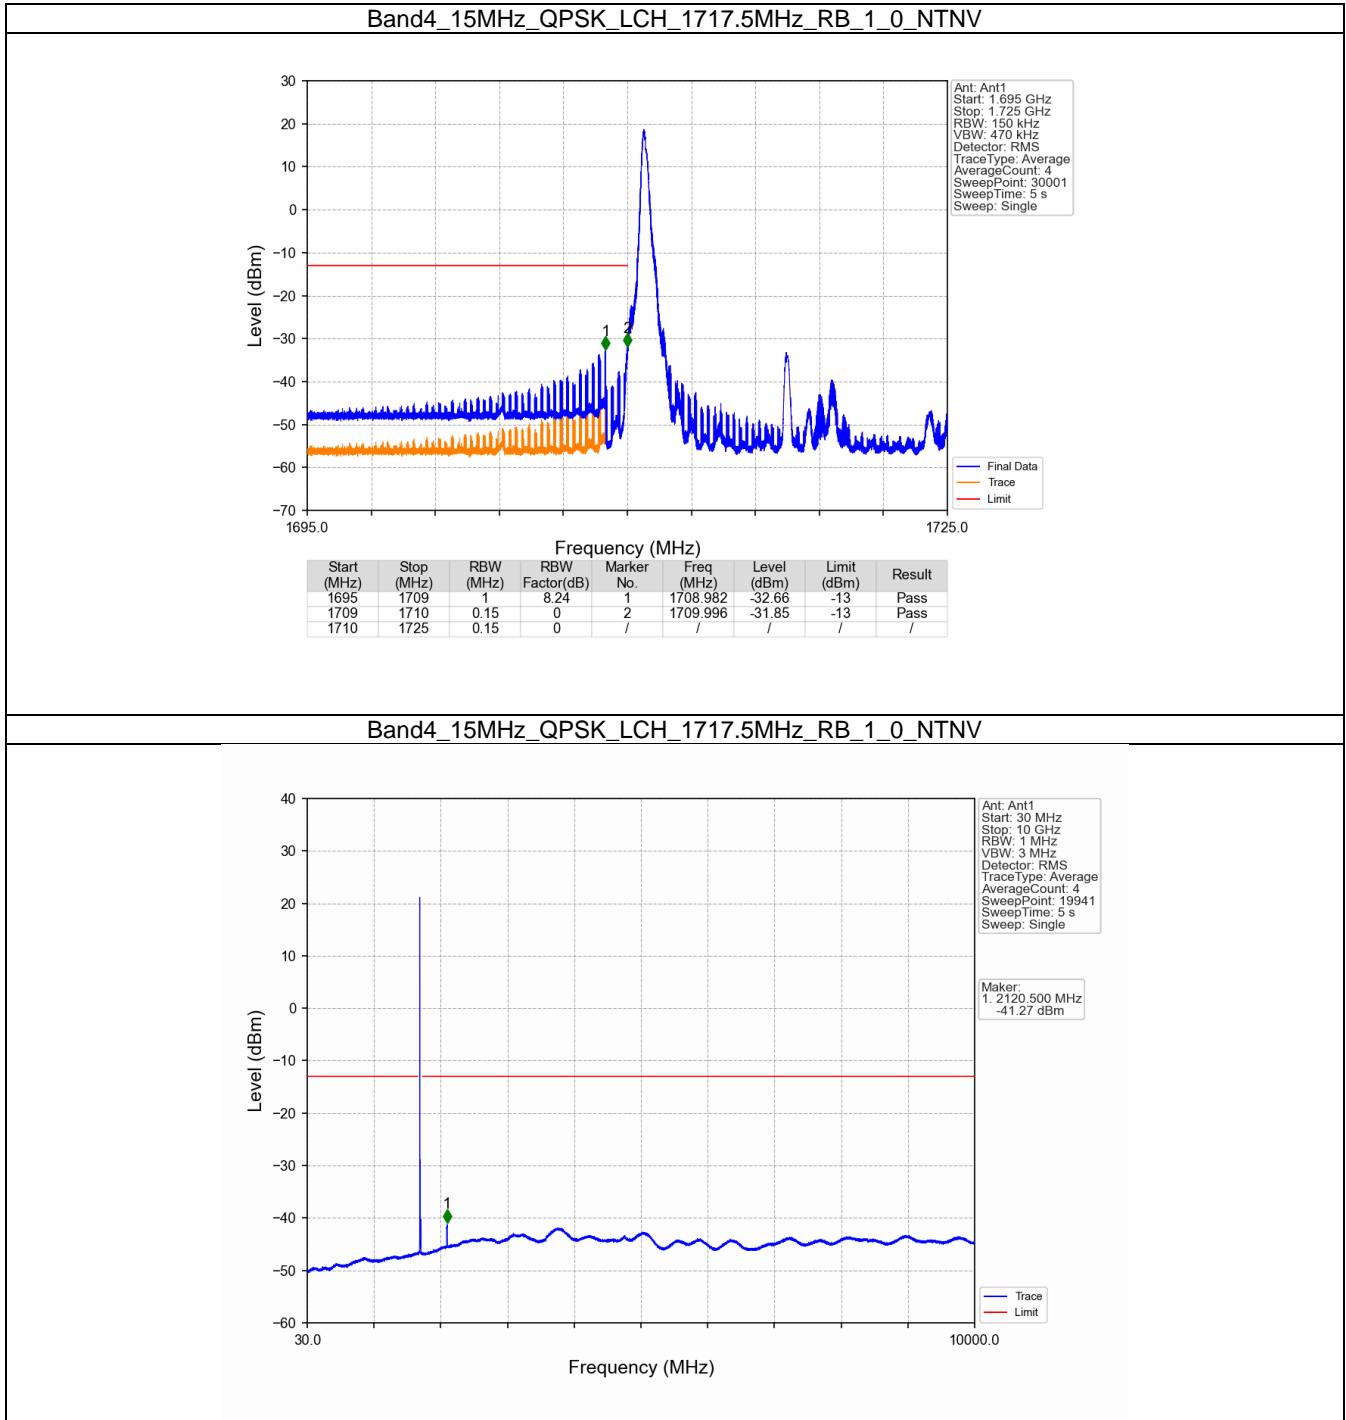 Band4_15MHz_QPSK_LCH_1717.5MHz_RB_1_0_NTNV
30
20
10
0
−10
−20
−30
−40
−50
−60
−70
Level (dBm)
1 2
1695.0 1725.0
Frequency (MHz)
Ant: Ant1
Start: 1.695 GHz
Stop: 1.725 GHz
RBW: 150 kHz
VBW: 470 kHz
Detector: RMS
TraceType: Average
AverageCount: 4
SweepPoint: 30001
SweepTime: 5 s
Sweep: Single
Final Data
Trace
Limit
Start Stop RBW RBW Marker Freq Level Limit Result
(MHz) (MHz) (MHz) Factor(dB) No. (MHz) (dBm) (dBm)
1695 1709 1 8.24 1 1708.982 -32.66 -13 Pass
1709 1710 0.15 0 2 1709.996 -31.85 -13 Pass
1710 1725 0.15 0 / / / / /
Band4_15MHz_QPSK_LCH_1717.5MHz_RB_1_0_NTNV
40
30
20
10
0
−10
−20
−30
−40
−50
−60
Level (dBm)
1
30.0 10000.0
Frequency (MHz)
Ant: Ant1
Start: 30 MHz
Stop: 10 GHz
RBW: 1 MHz
VBW: 3 MHz
Detector: RMS
TraceType: Average
AverageCount: 4
SweepPoint: 19941
SweepTime: 5 s
Sweep: Single
Maker:
1. 2120.500 MHz
-41.27 dBm
Trace
Limit